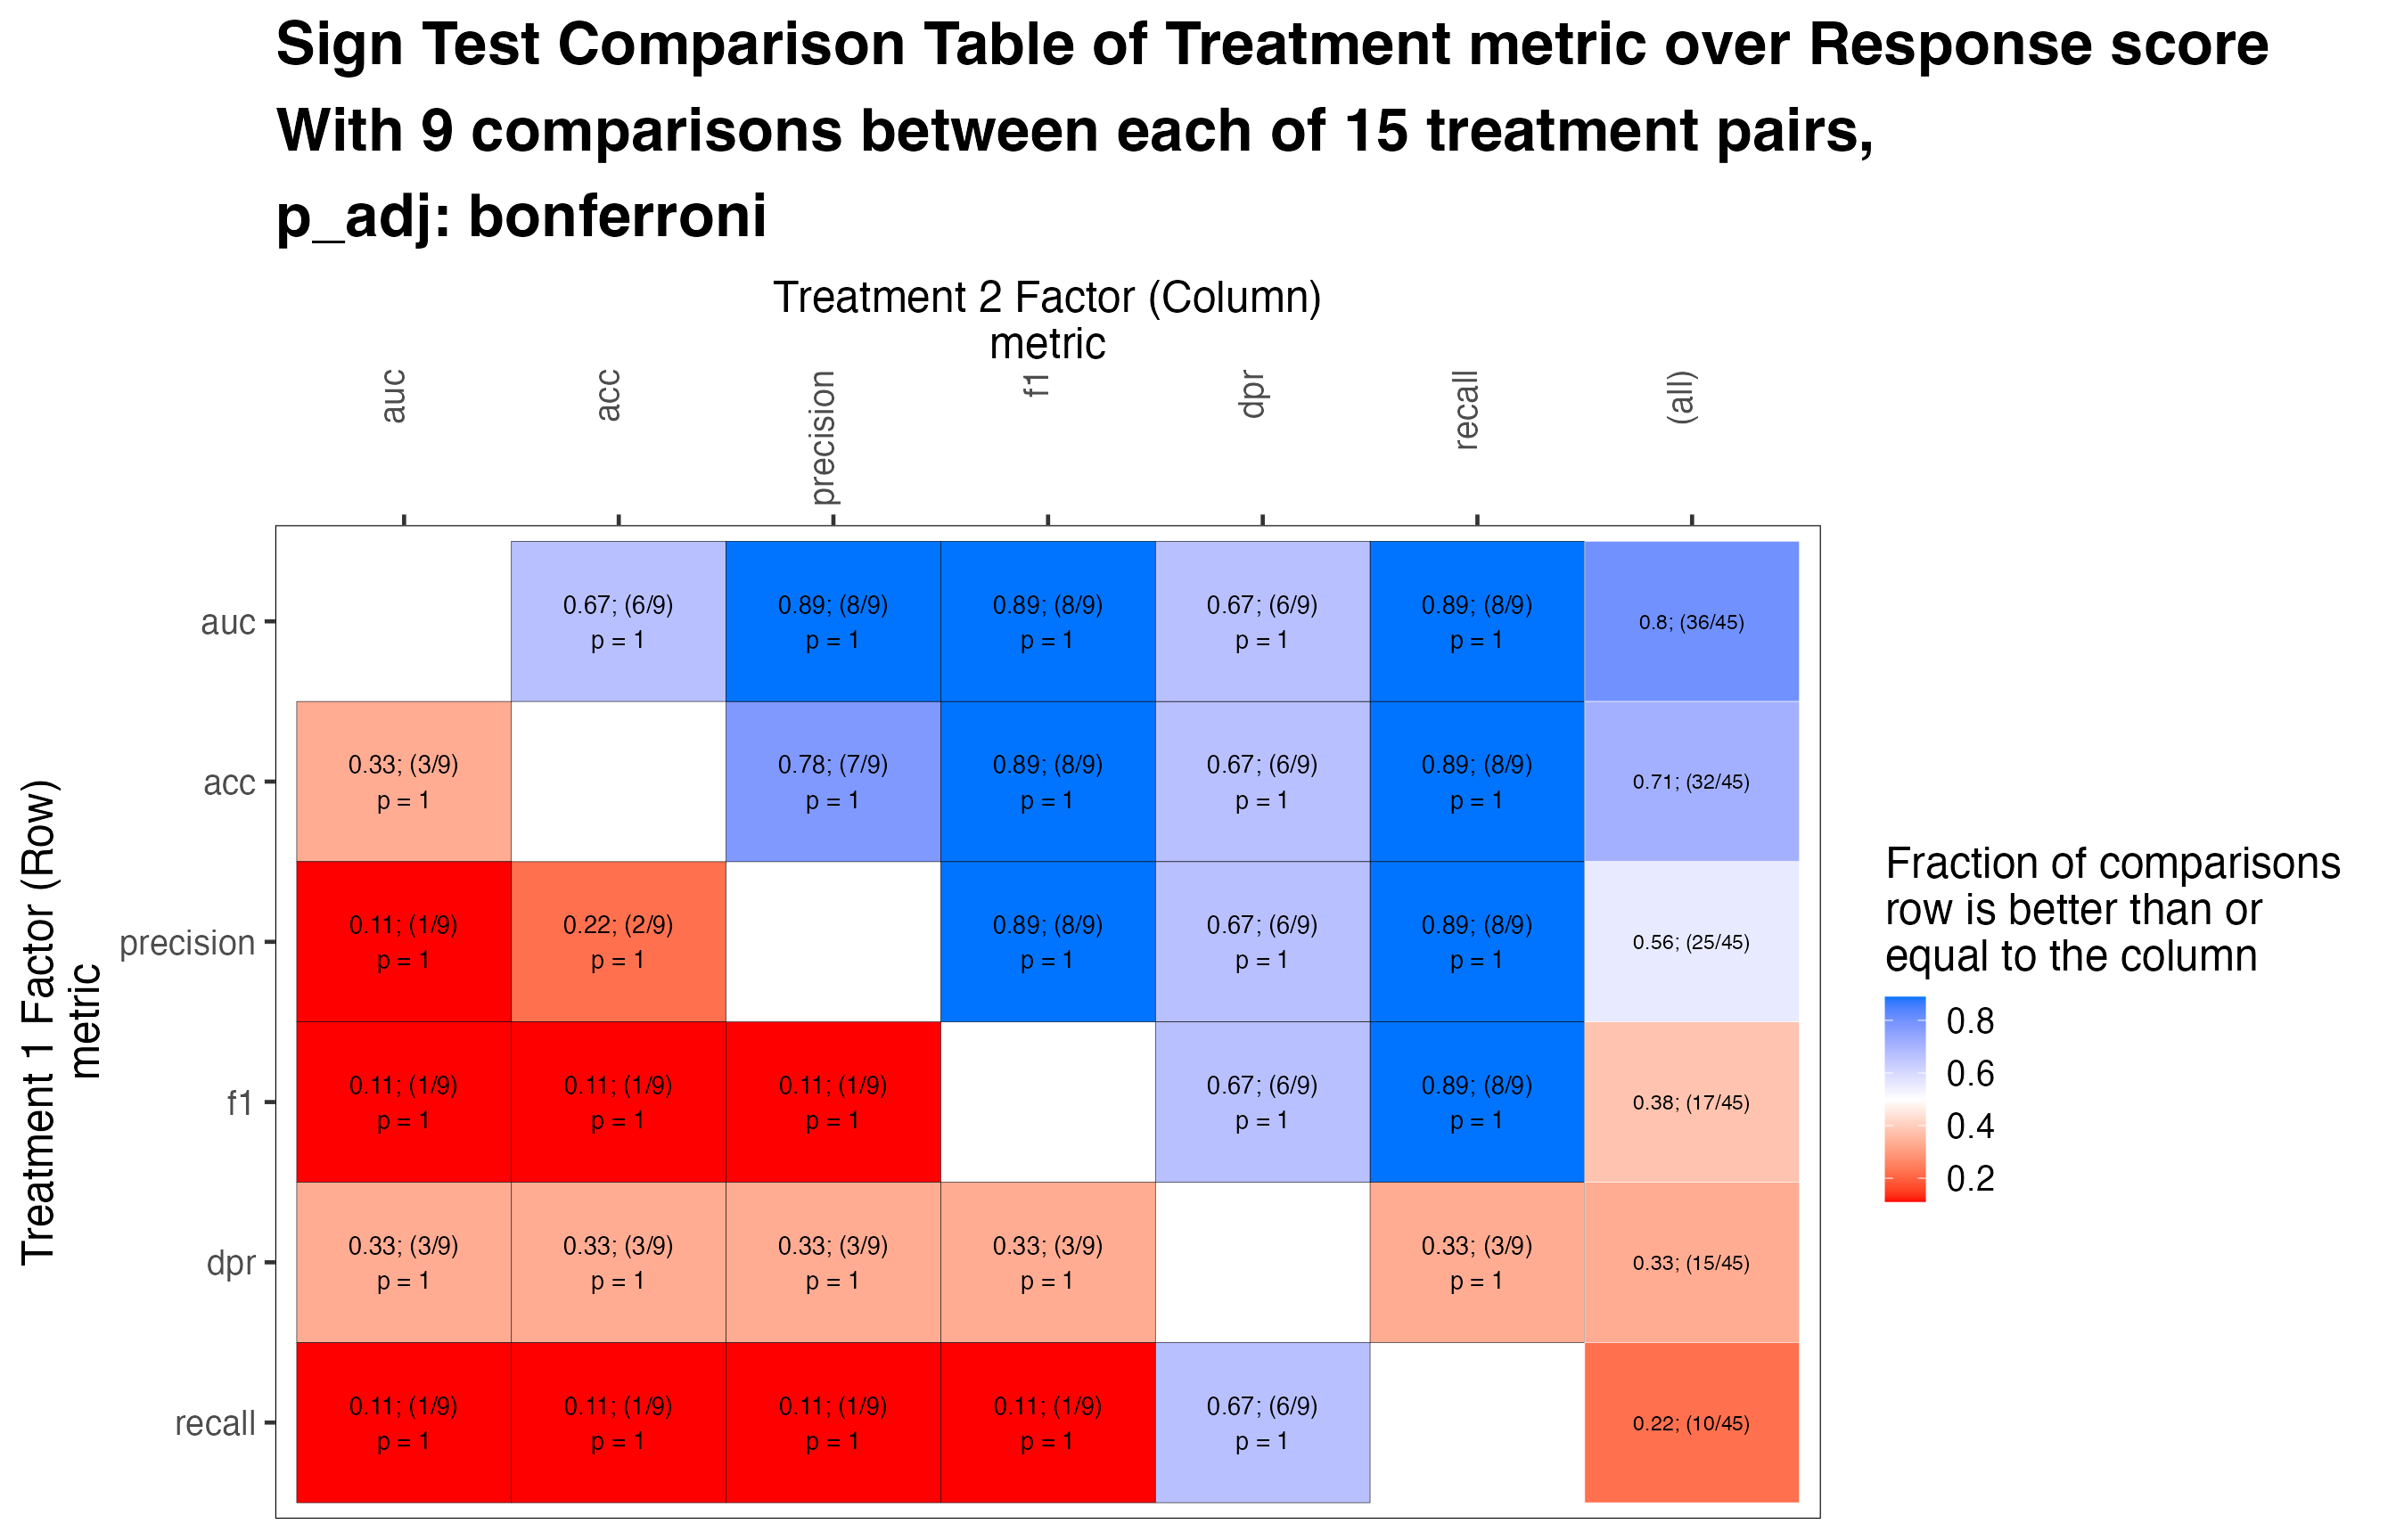 Sign Test Comparison Table of Treatment metric over Response score
With 9 comparisons between each of 15 treatment pairs,
p_adj: bonferroni
Treatment 2 Factor (Column)
metric
auc
acc
precision
f1
dpr
recall
(all)
Treatment 1 Factor (Row)
metric
auc
0.67; (6/9)
p = 1
0.89; (8/9)
p = 1
0.89; (8/9)
p = 1
0.67; (6/9)
p = 1
0.89; (8/9)
p = 1
0.8; (36/45)
acc
0.33; (3/9)
p = 1
0.78; (7/9)
p = 1
0.89; (8/9)
p = 1
0.67; (6/9)
p = 1
0.89; (8/9)
p = 1
0.71; (32/45)
precision
0.11; (1/9)
p = 1
0.22; (2/9)
p = 1
0.89; (8/9)
p = 1
0.67; (6/9)
p = 1
0.89; (8/9)
p = 1
0.56; (25/45)
f1
0.11; (1/9)
p = 1
0.11; (1/9)
p = 1
0.11; (1/9)
p = 1
0.67; (6/9)
p = 1
0.89; (8/9)
p = 1
0.38; (17/45)
dpr
0.33; (3/9)
p = 1
0.33; (3/9)
p = 1
0.33; (3/9)
p = 1
0.33; (3/9)
p = 1
0.33; (3/9)
p = 1
0.33; (15/45)
recall
0.11; (1/9)
p = 1
0.11; (1/9)
p = 1
0.11; (1/9)
p = 1
0.11; (1/9)
p = 1
0.67; (6/9)
p = 1
0.22; (10/45)
Fraction of comparisons
row is better than or
equal to the column
0.8
0.6
0.4
0.2